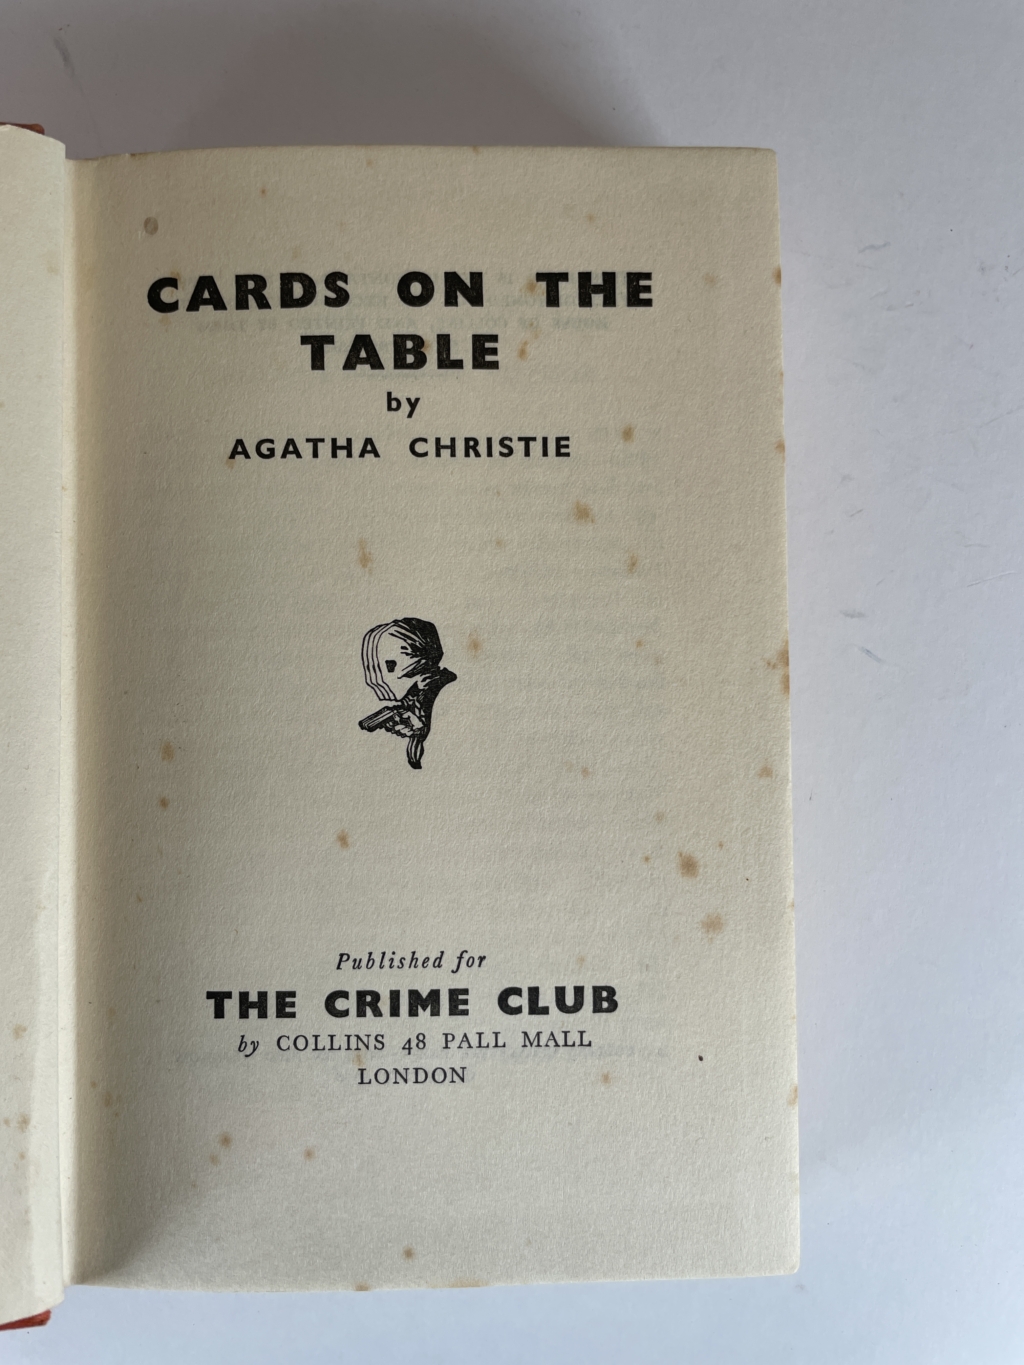 CARDS ON THE
TABLE
by
AGATHA CHRISTIE
Published for
THE CRIME CLUB
by COLLINS 48 PALL MALL
LONDON